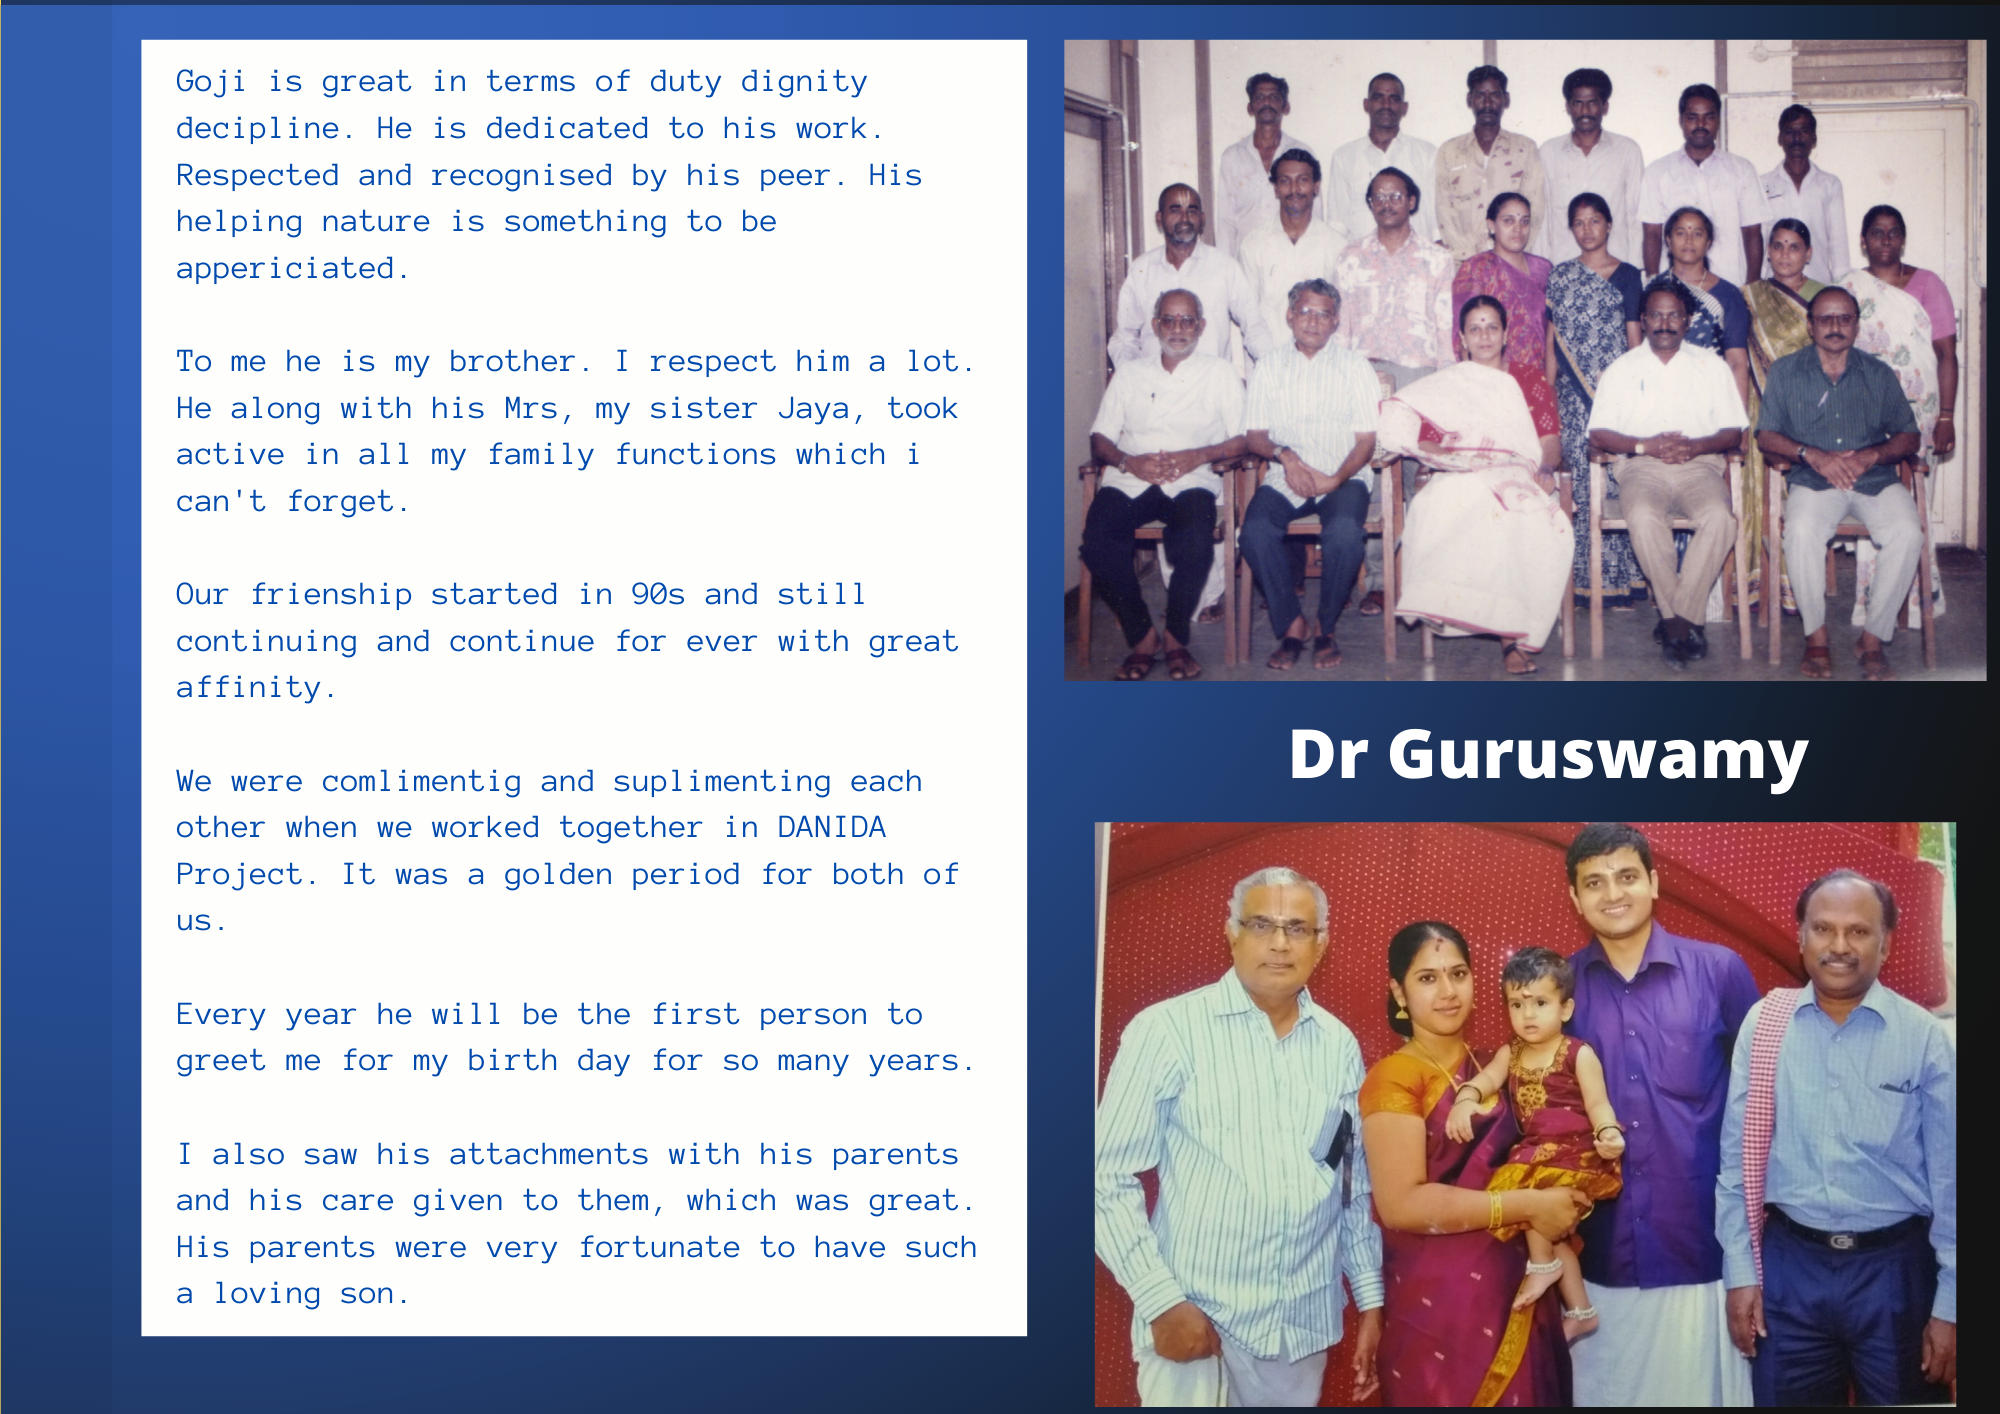 Goji is great in terms of duty dignity
decipline. He is dedicated to his work.
Respected and recognised by his peer. His
helping nature is something to be
appericiated.
To me he is my brother. I respect him a lot.
He along with his Mrs, my sister Jaya, took
active in all my family functions which i
can't forget.
Our frienship started in 90s and still
continuing and continue for ever with great
affinity.
We were comlimentig and suplimenting each
other when we worked together in DANIDA
Project. It was a golden period for both of
us.
Every year he will be the first person to
greet me for my birth day for so many years.
I also saw his attachments with his parents
and his care given to them, which was great.
His parents were very fortunate to have such
a loving son.
Dr Guruswamy